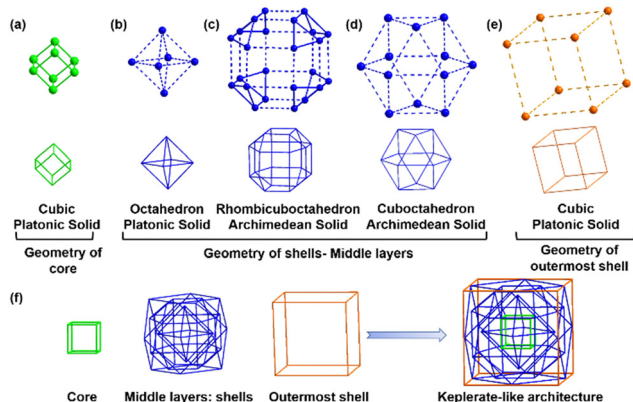 (a) (b) (c) (d) (e)
Cubic
Platonic Solid
Octahedron
Platonic Solid
Rhombicuboctahedron
Archimedean Solid
Cuboctahedron
Archimedean Solid
Cubic
Platonic Solid
Geometry of
core
Geometry of shells- Middle layers
Geometry of
outermost shell
(f)
Core
Middle layers: shells
Outermost shell
Keplerate-like architecture